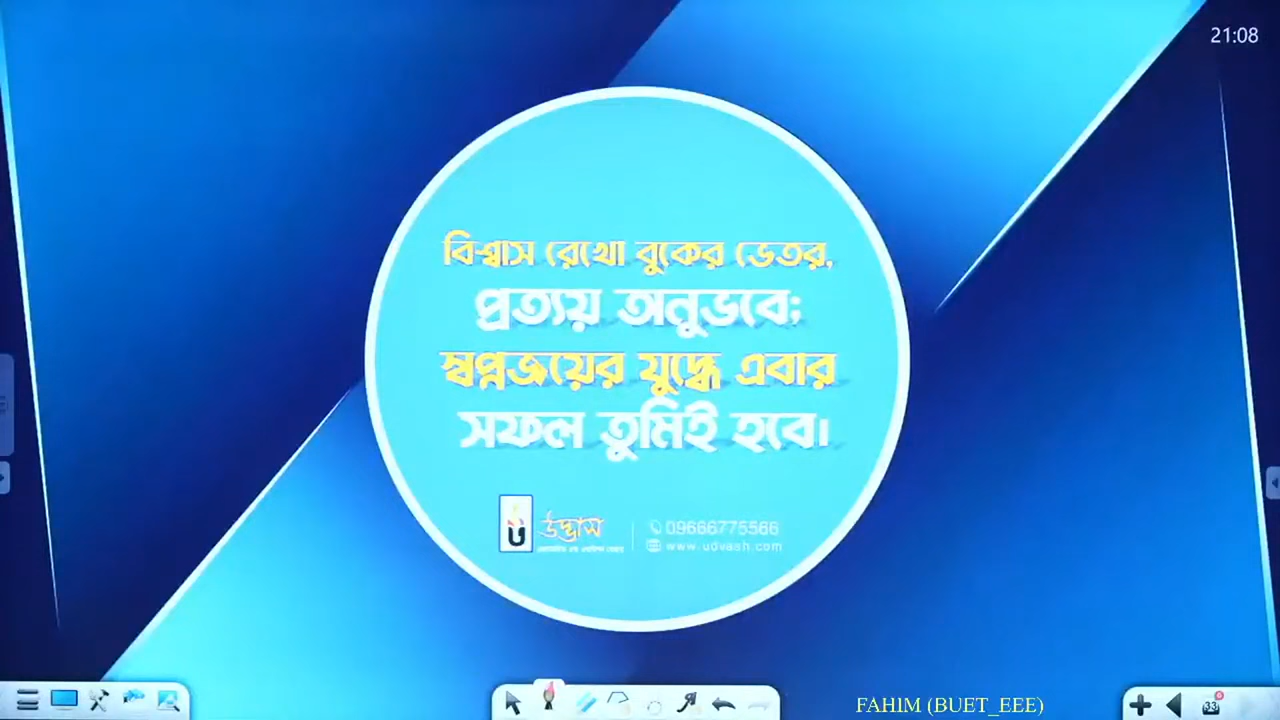 21:08
বিশ্বাস রেখো বুকের ভেতর,
প্রত্যয় অনুভবে;
স্বপ্নজয়ের যুদ্ধে এবার
সফল তুমিই হবে।
উদ্ভাস
09666775566
www.udvash.com
FAHIM (BUET_EEE)
33